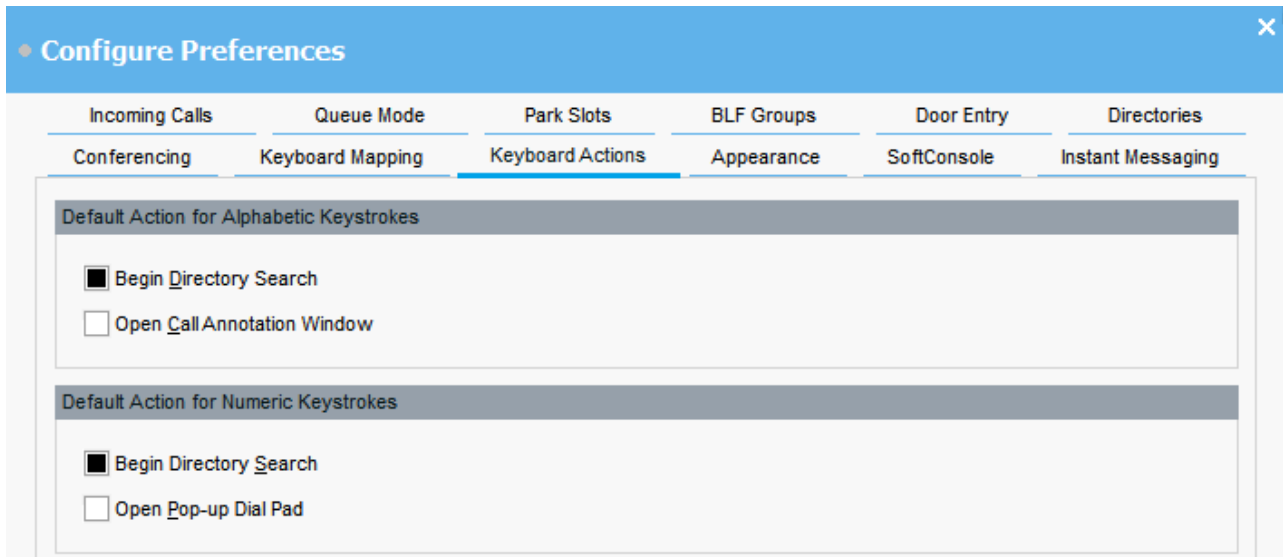 Configure Preferences
Incoming Calls Queue Mode Park Slots BLF Groups Door Entry Directories
Conferencing Keyboard Mapping Keyboard Actions Appearance SoftConsole Instant Messaging
Default Action for Alphabetic Keystrokes
Begin Directory Search
Open Call Annotation Window
Default Action for Numeric Keystrokes
Begin Directory Search
Open Pop-up Dial Pad